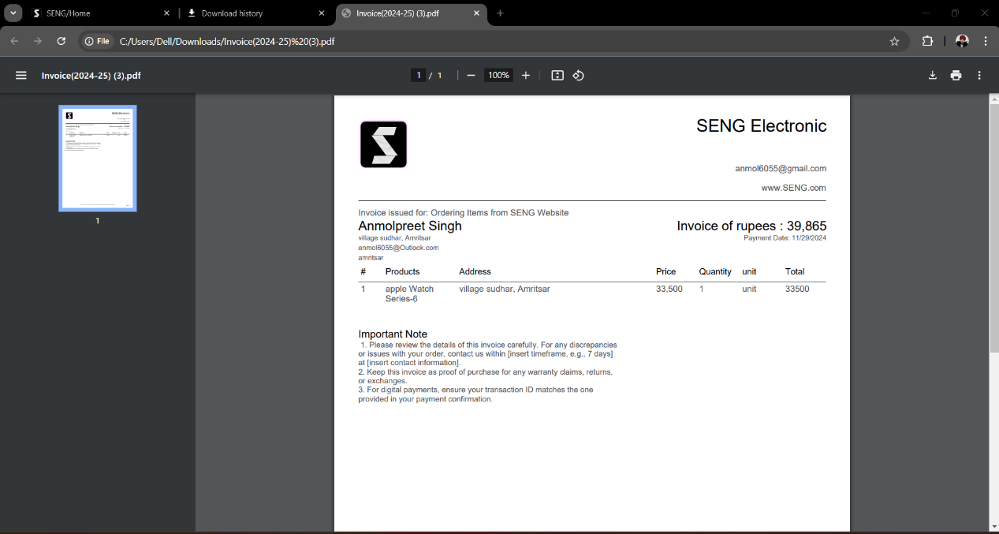 SENG/Home
Download history
Invoice(2024-25) (3).pdf
File
C:/Users/Dell/Downloads/Invoice(2024-25)%20(3).pdf
Invoice(2024-25) (3).pdf
1 / 1
100%
1
SENG Electronic
anmol6055@gmail.com
www.SENG.com
Invoice issued for: Ordering Items from SENG Website
Anmolpreet Singh
Invoice of rupees : 39,865
village sudhar, Amritsar
Payment Date: 11/29/2024
anmol6055@Outlook.com
amritsar
# Products Address Price Quantity unit Total
1 apple Watch village sudhar, Amritsar 33,500 1 unit 33500
Series-6
Important Note
1. Please review the details of this invoice carefully. For any discrepancies
or issues with your order, contact us within [insert timeframe, e.g., 7 days]
at [insert contact information].
2. Keep this invoice as proof of purchase for any warranty claims, returns,
or exchanges.
3. For digital payments, ensure your transaction ID matches the one
provided in your payment confirmation.